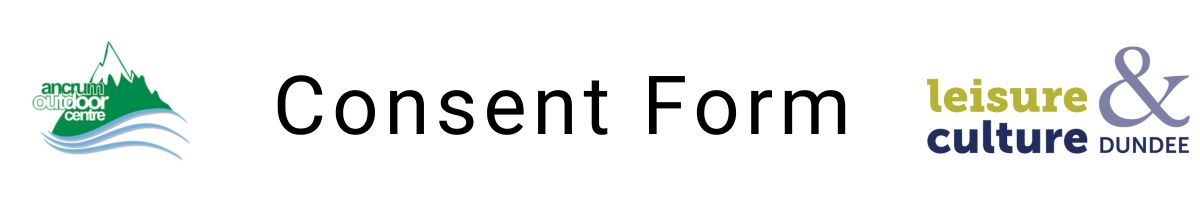 ancrum
outdoor
centre
Consent Form
leisure &
culture DUNDEE